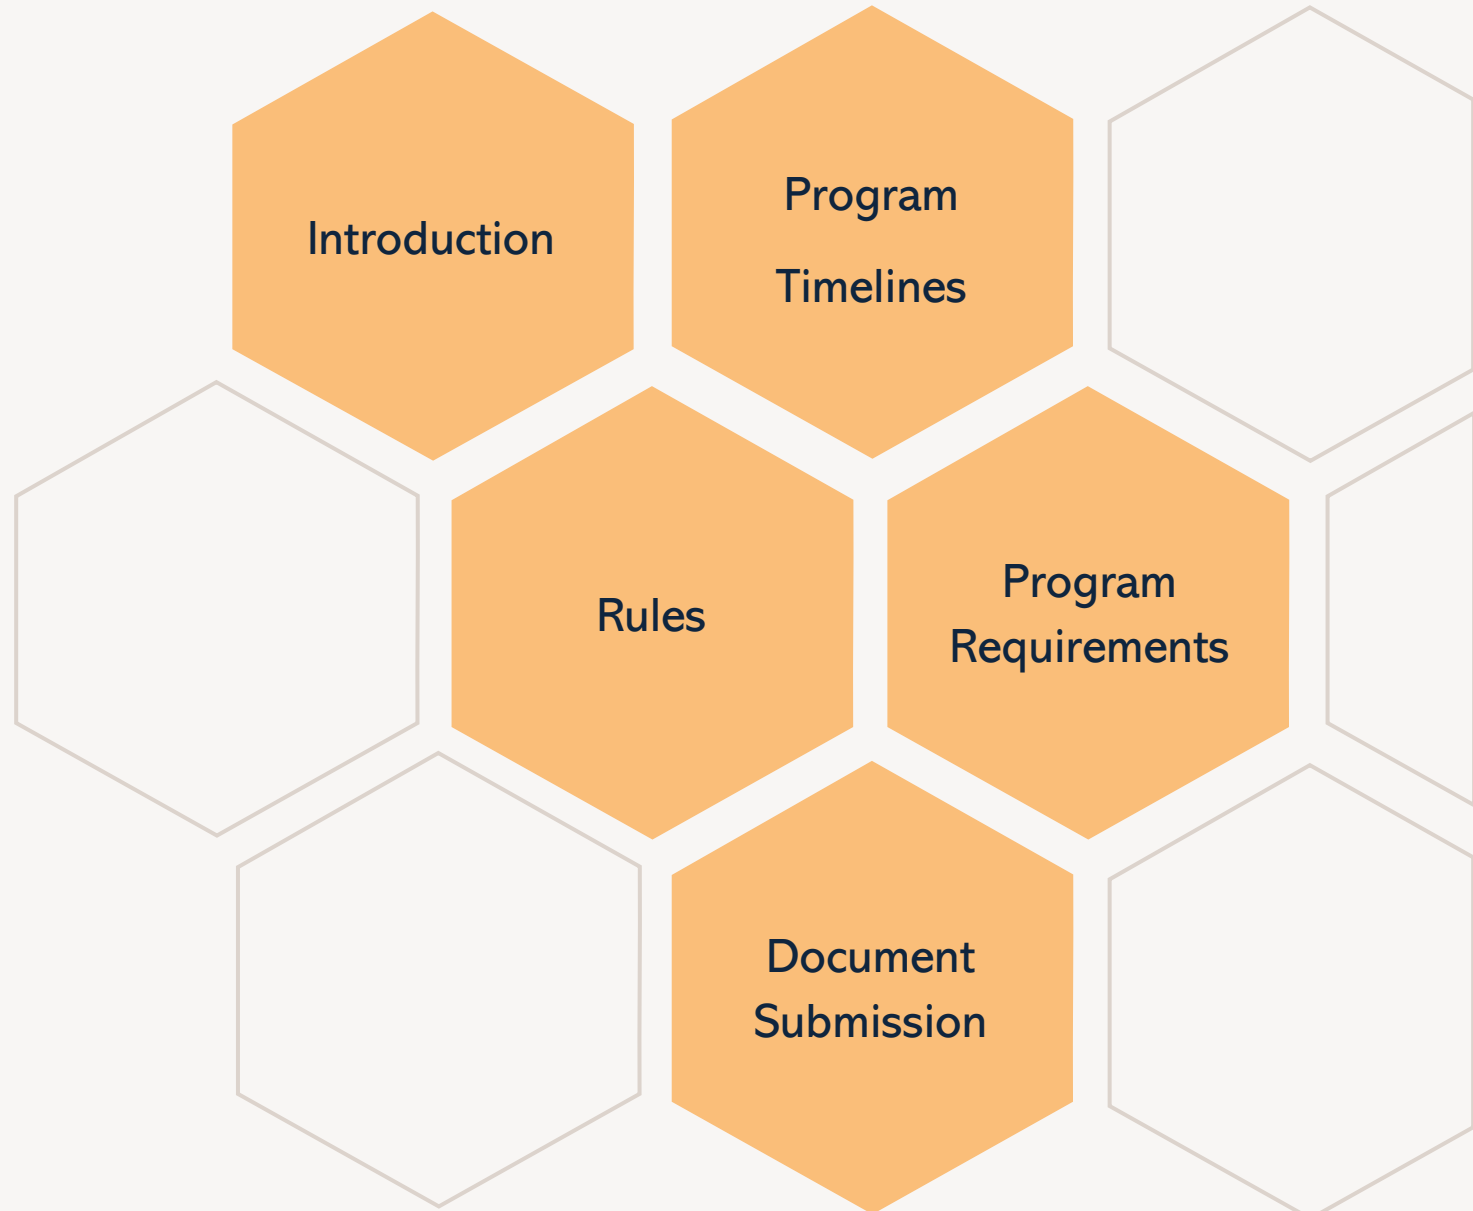 Introduction
Program
Timelines
Rules
Program
Requirements
Document
Submission